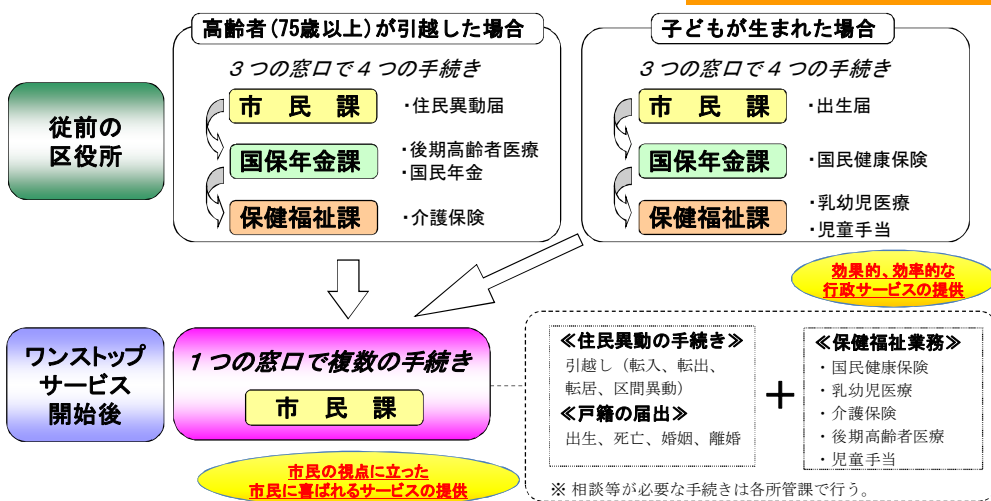 高齢者(75歳以上)が引越した場合
３つの窓口で４つの手続き
市　民　課
・住民異動届
国保年金課
・後期高齢者医療
・国民年金
保健福祉課
・介護保険
子どもが生まれた場合
３つの窓口で４つの手続き
市　民　課
・出生届
国保年金課
・国民健康保険
保健福祉課
・乳幼児医療
・児童手当
従前の
区役所
効果的、効率的な
行政サービスの提供
ワンストップ
サービス
開始後
１つの窓口で複数の手続き
市　民　課
市民の視点に立った
市民に喜ばれるサービスの提供
≪住民異動の手続き≫
引越し（転入、転出、
転居、区間異動）
≪戸籍の届出≫
出生、死亡、婚姻、離婚
＋
≪保健福祉業務≫
・国民健康保険
・乳幼児医療
・介護保険
・後期高齢者医療
・児童手当
※ 相談等が必要な手続きは各所管課で行う。